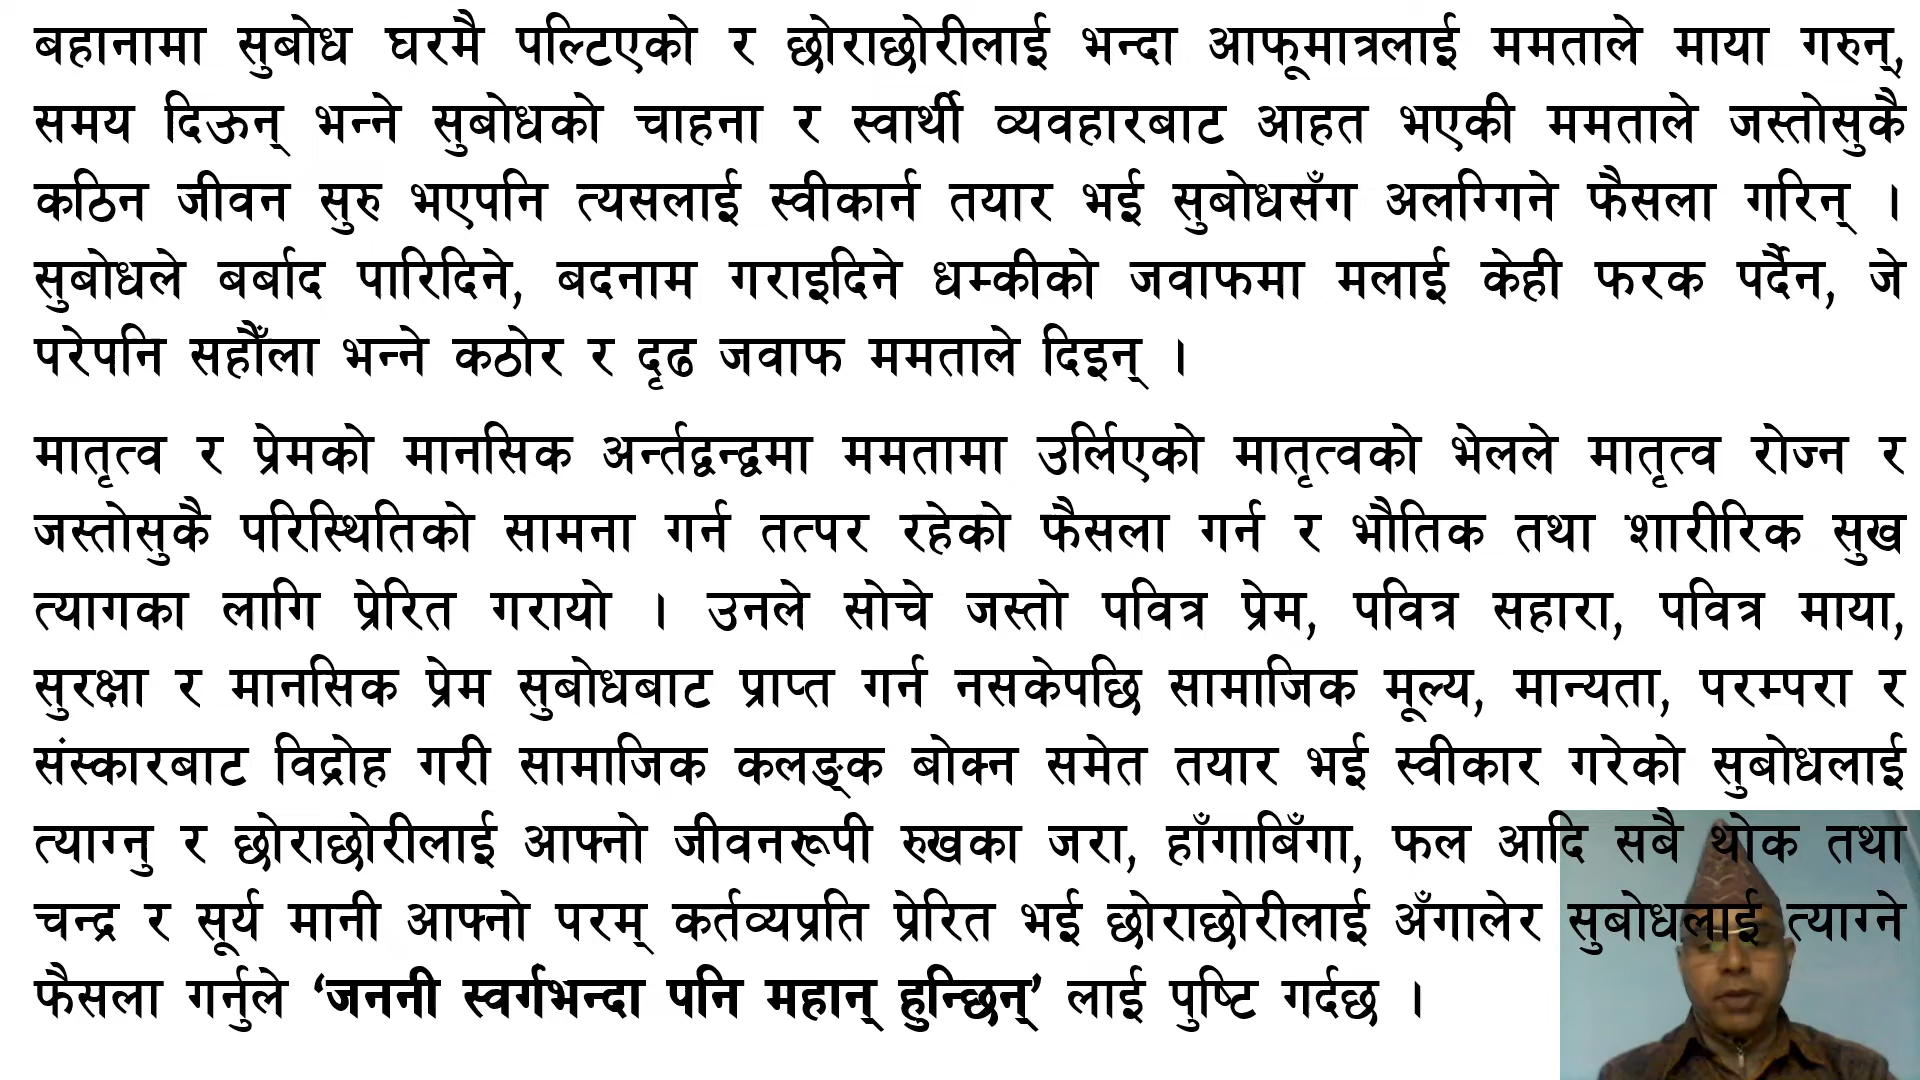 बहानामा सुबोध घरमै पल्टिएको र छोराछोरीलाई भन्दा आफूमात्रलाई ममताले माया गरुन्,
समय दिऊन् भन्ने सुबोधको चाहना र स्वार्थी व्यवहारबाट आहत भएकी ममताले जस्तोसुकै
कठिन जीवन सुरु भएपनि त्यसलाई स्वीकार्न तयार भई सुबोधसँग अलग्गिने फैसला गरिन् ।
सुबोधले बर्बाद पारिदिने, बदनाम गराइदिने धम्कीको जवाफमा मलाई केही फरक पर्दैन, जे
परेपनि सहौँला भन्ने कठोर र दृढ जवाफ ममताले दिइन् ।
मातृत्व र प्रेमको मानसिक अर्न्तद्वन्द्वमा ममतामा उर्लिएको मातृत्वको भेलले मातृत्व रोज्न र
जस्तोसुकै परिस्थितिको सामना गर्न तत्पर रहेको फैसला गर्न र भौतिक तथा शारीरिक सुख
त्यागका लागि प्रेरित गरायो । उनले सोचे जस्तो पवित्र प्रेम, पवित्र सहारा, पवित्र माया,
सुरक्षा र मानसिक प्रेम सुबोधबाट प्राप्त गर्न नसकेपछि सामाजिक मूल्य, मान्यता, परम्परा र
संस्कारबाट विद्रोह गरी सामाजिक कलङ्क बोक्न समेत तयार भई स्वीकार गरेको सुबोधलाई
त्याग्नु र छोराछोरीलाई आफ्नो जीवनरूपी रुखका जरा, हाँगाबिँगा, फल आदि सबै थोक तथा
चन्द्र र सूर्य मानी आफ्नो परम् कर्तव्यप्रति प्रेरित भई छोराछोरीलाई अँगालेर सुबोधलाई त्याग्ने
फैसला गर्नुले ‘जननी स्वर्गभन्दा पनि महान् हुन्छिन्’ लाई पुष्टि गर्दछ ।